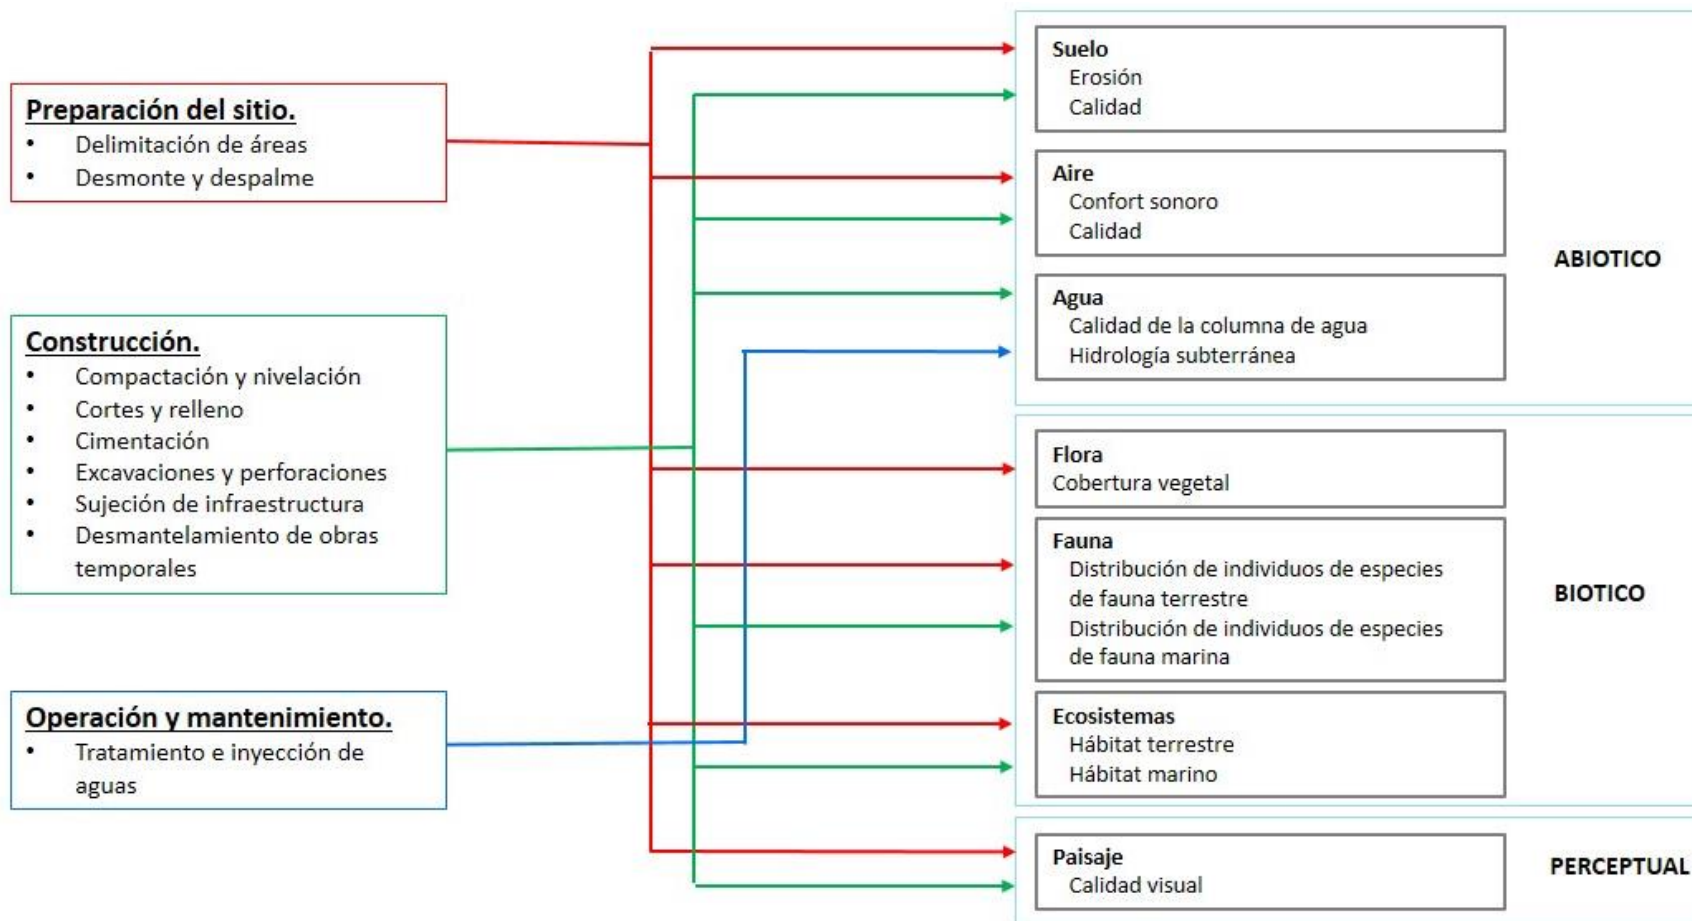 Preparación del sitio.
• Delimitación de áreas
• Desmonte y despalme
Construcción.
• Compactación y nivelación
• Cortes y relleno
• Cimentación
• Excavaciones y perforaciones
• Sujeción de infraestructura
• Desmantelamiento de obras
temporales
Operación y mantenimiento.
• Tratamiento e inyección de
aguas
Suelo
Erosión
Calidad
Aire
Confort sonoro
Calidad
Agua
Calidad de la columna de agua
Hidrología subterránea
ABIOTICO
Flora
Cobertura vegetal
Fauna
Distribución de individuos de especies
de fauna terrestre
Distribución de individuos de especies
de fauna marina
Ecosistemas
Hábitat terrestre
Hábitat marino
BIOTICO
Paisaje
Calidad visual
PERCEPTUAL